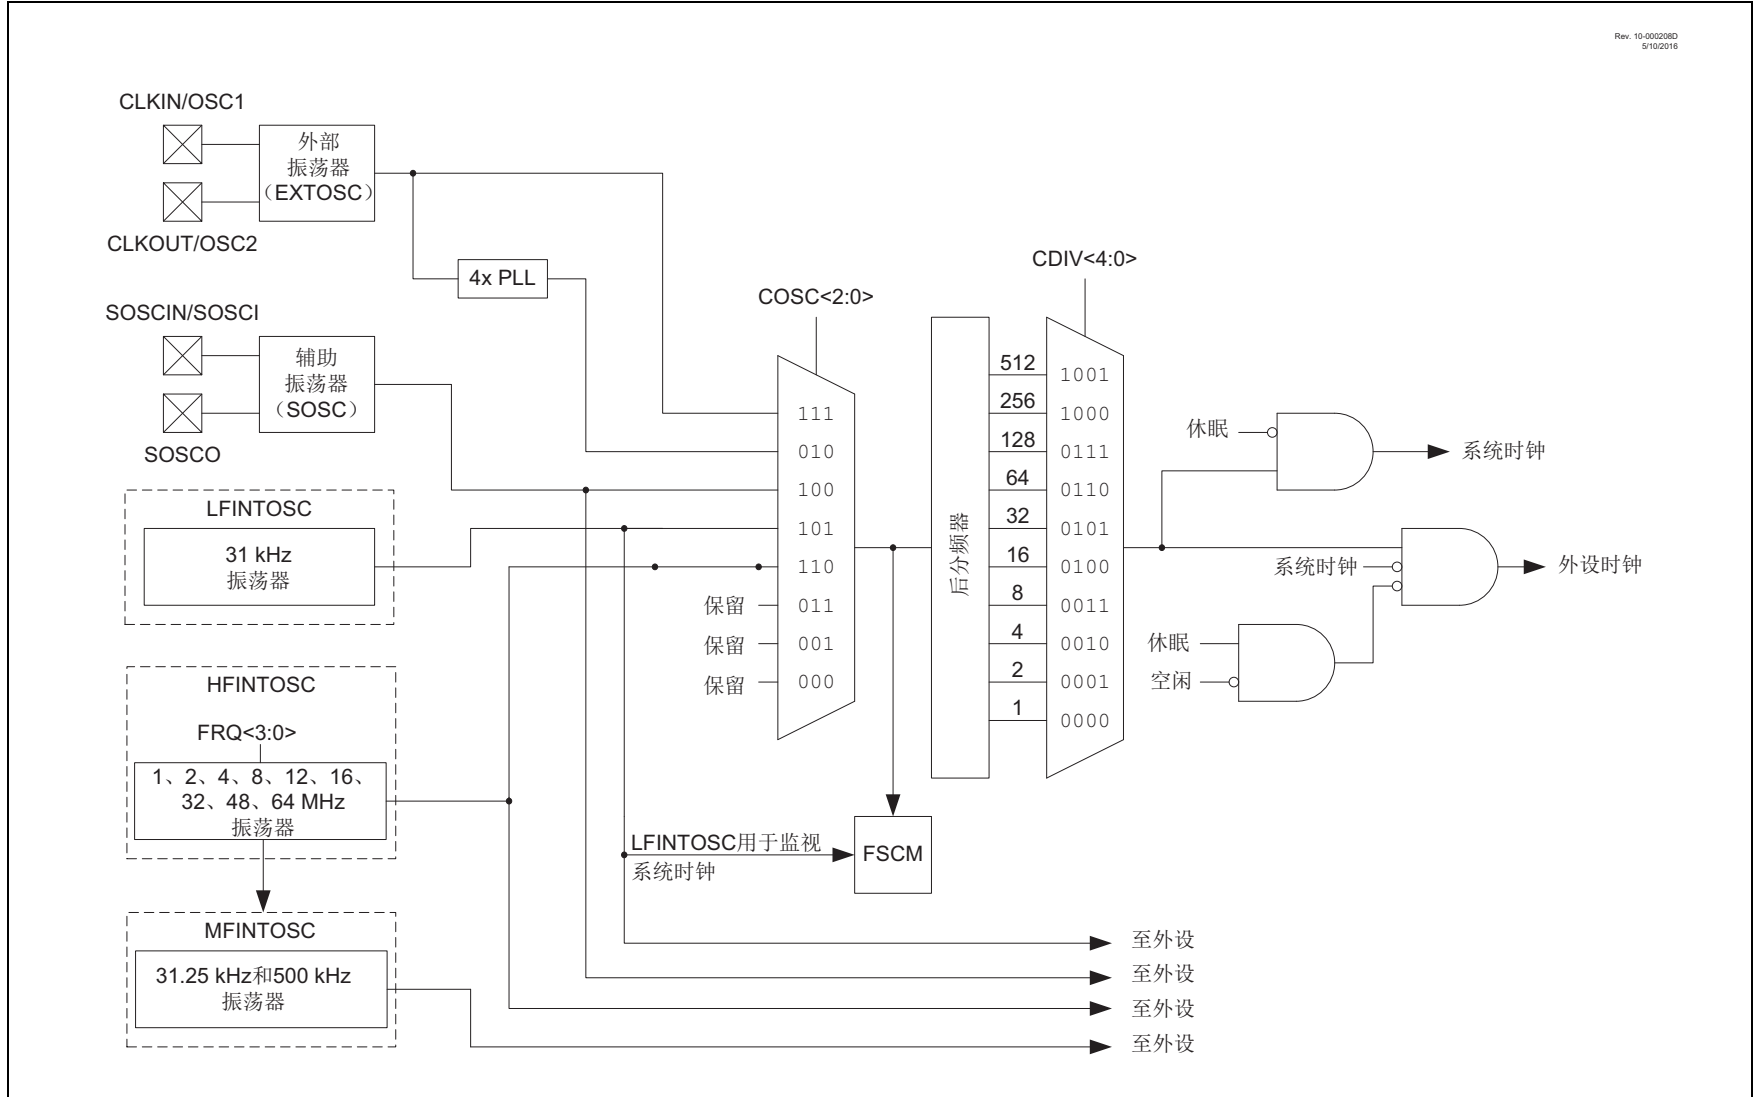 Rev. 10-000208D
5/10/2016
CLKIN/OSC1
外部
振荡器
（EXTOSC）
CLKOUT/OSC2
4x PLL
SOSCIN/SOSCI
辅助
振荡器
（SOSC）
SOSCO
LFINTOSC
31 kHz
振荡器
HFINTOSC
FRQ<3:0>
1、2、4、8、12、16、
32、48、64 MHz
振荡器
MFINTOSC
31.25 kHz和500 kHz
振荡器
COSC<2:0>
111
010
100
101
110
保留 011
保留 001
保留 000
后分频器
CDIV<4:0>
512 1001
256 1000
128 0111
64 0110
32 0101
16 0100
8 0011
4 0010
2 0001
1 0000
休眠
系统时钟
系统时钟
外设时钟
休眠
空闲
LFINTOSC用于监视
系统时钟
FSCM
至外设
至外设
至外设
至外设